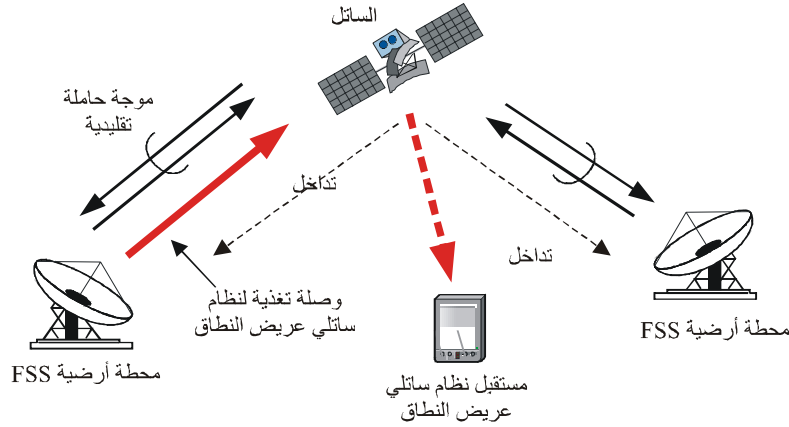 الساتل
موجة حاملة
تقليدية
تداخل
تداخل
وصلة تغذية لنظام
ساتلي عريض النطاق
محطة أرضية FSS
محطة أرضية FSS
مستقبل نظام ساتلي
عريض النطاق